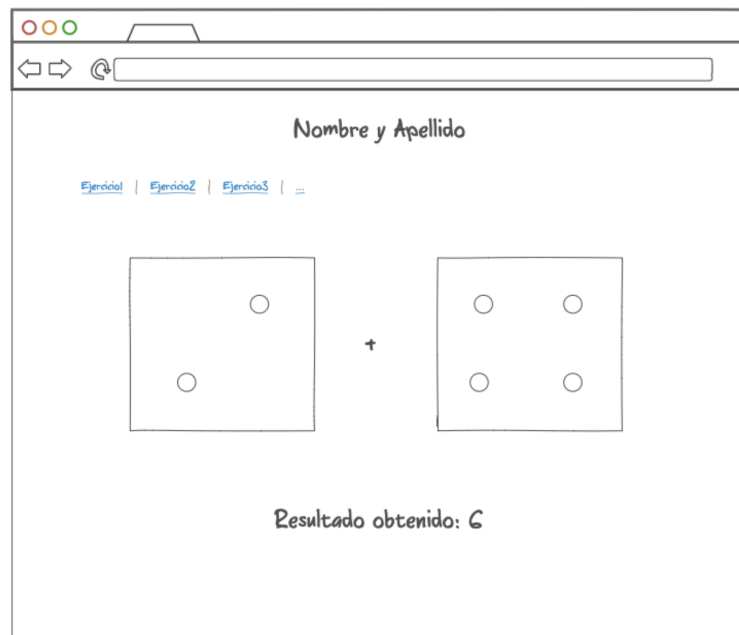 Nombre y Apellido
Ejercicio1 | Ejercicio2 | Ejercicio3 | ...
+
Resultado obtenido: 6